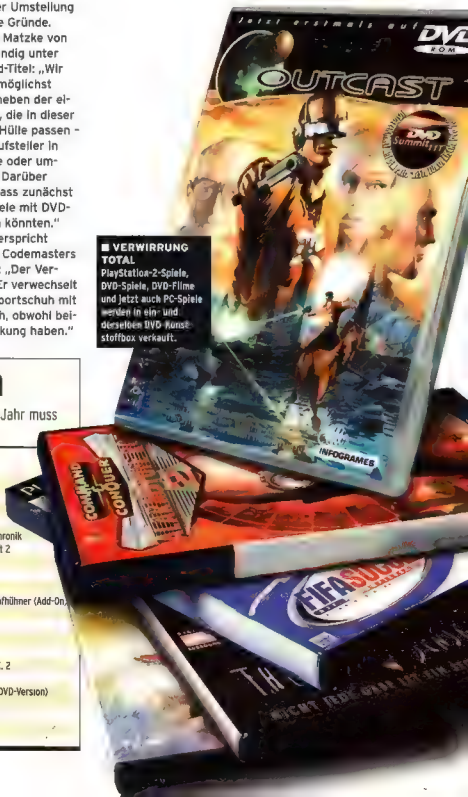 er Umstellung
e Gründe.
Matzke von
ndig unter
d-Titel: „Wir
möglichst
neben der ei-
, die in dieser
Hülle passen -
ufsteller in
e oder um-
Darüber
ass zunächst
ele mit DVD-
könnten."
erspricht
Codemasters
: „Der Ver-
Er verwechselt
portschuh mit
h, obwohl bei-
kung haben."
Jahr muss
hronik
t 2
ofhühner (Add-On,
. 2
DVD-Version)
■ VERWIRRUNG
TOTAL
PlayStation-2-Spiele,
DVD-Spiele, DVD-Filme
und jetzt auch PC-Spiele
werden in ein- und
derselben DVD-Kunst-
stoffbox verkauft.
Jetzt erstmals auf
DVD
ROM
OUTCAST
DVD
Summit III
INFOGRAMES
COMMAND
CONQUER
FIFA SOCCER